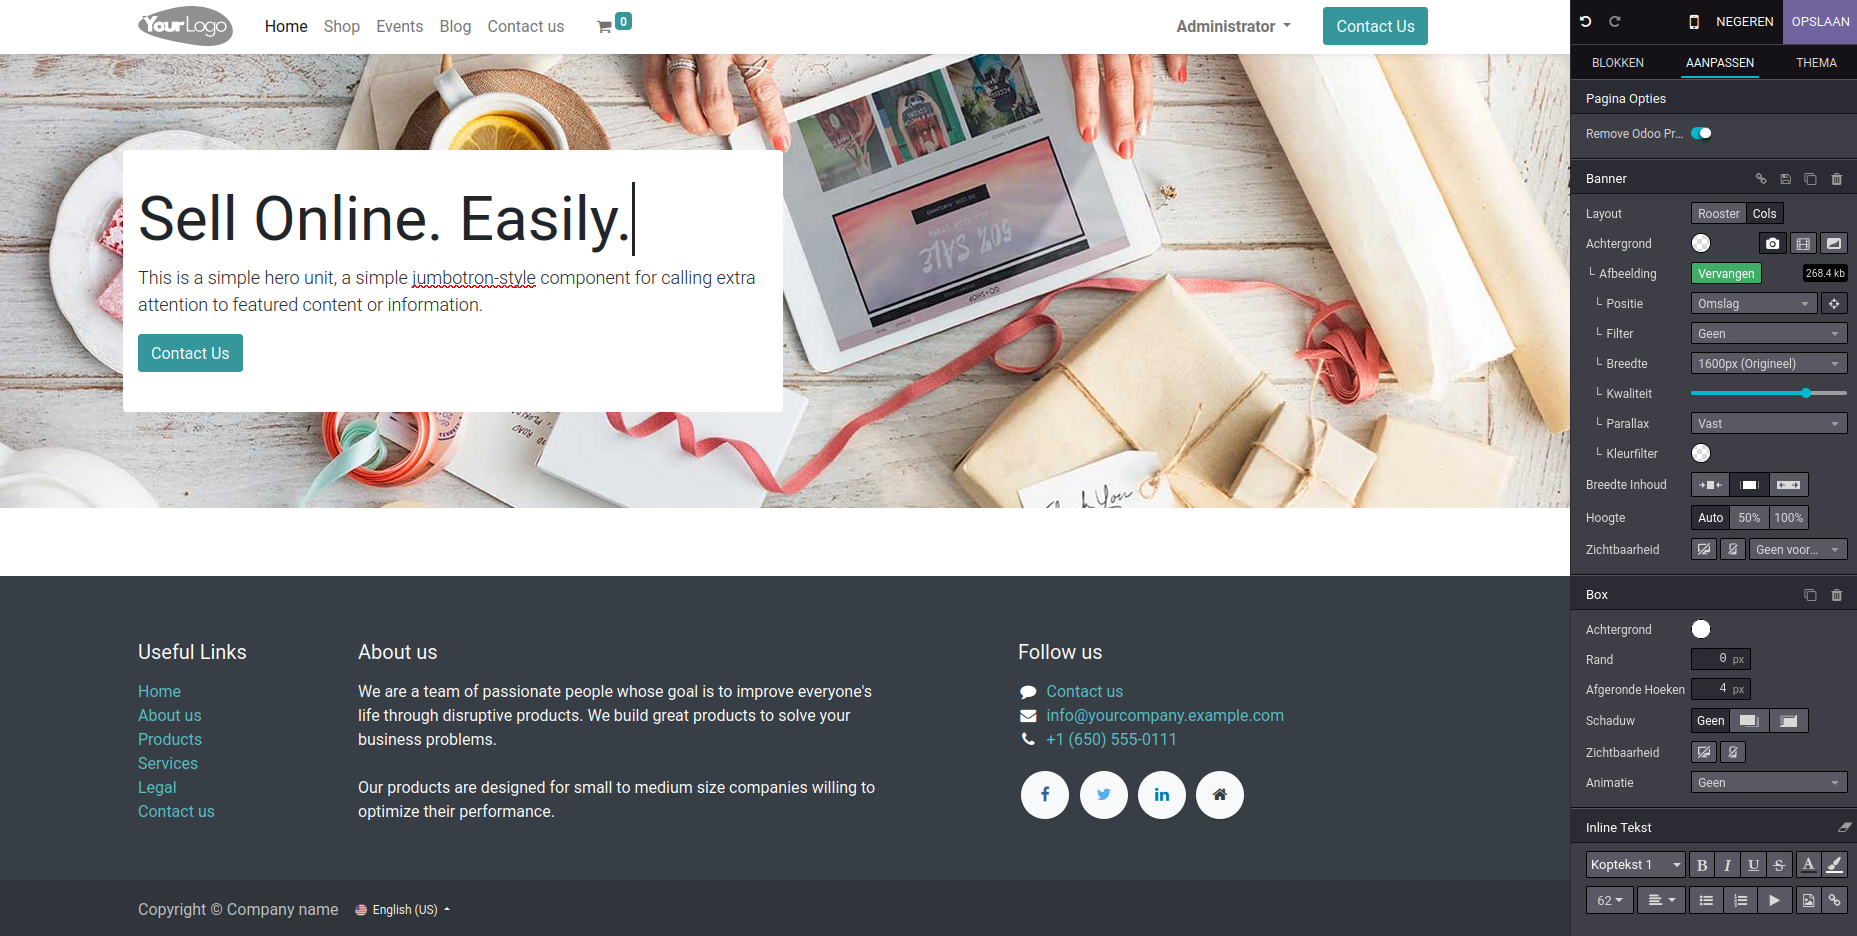 YourLogo
Home Shop Events Blog Contact us 0 Administrator Contact Us
Sell Online. Easily.
This is a simple hero unit, a simple jumbotron-style component for calling extra
attention to featured content or information.
Contact Us
50% SALE
GO-SHOP
ROAD
Thank You
Useful Links
Home
About us
Products
Services
Legal
Contact us
About us
We are a team of passionate people whose goal is to improve everyone's
life through disruptive products. We build great products to solve your
business problems.
Our products are designed for small to medium size companies willing to
optimize their performance.
Follow us
Contact us
info@yourcompany.example.com
+1 (650) 555-0111
Copyright © Company name English (US)
NEGEREN OPSLAAN
BLOKKEN AANPASSEN THEMA
Pagina Opties
Remove Odoo Pr...
Banner
Layout Rooster Cols
Achtergrond
Afbeelding Vervangen 268.4 kb
Positie Omslag
Filter Geen
Breedte 1600px (Origineel)
Kwaliteit
Parallax Vast
Kleurfilter
Breedte Inhoud
Hoogte Auto 50% 100%
Zichtbaarheid Geen voor...
Box
Achtergrond
Rand 0 px
Afgeronde Hoeken 4 px
Schaduw Geen
Zichtbaarheid
Animatie Geen
Inline Tekst
Koptekst 1 B I U S A
62